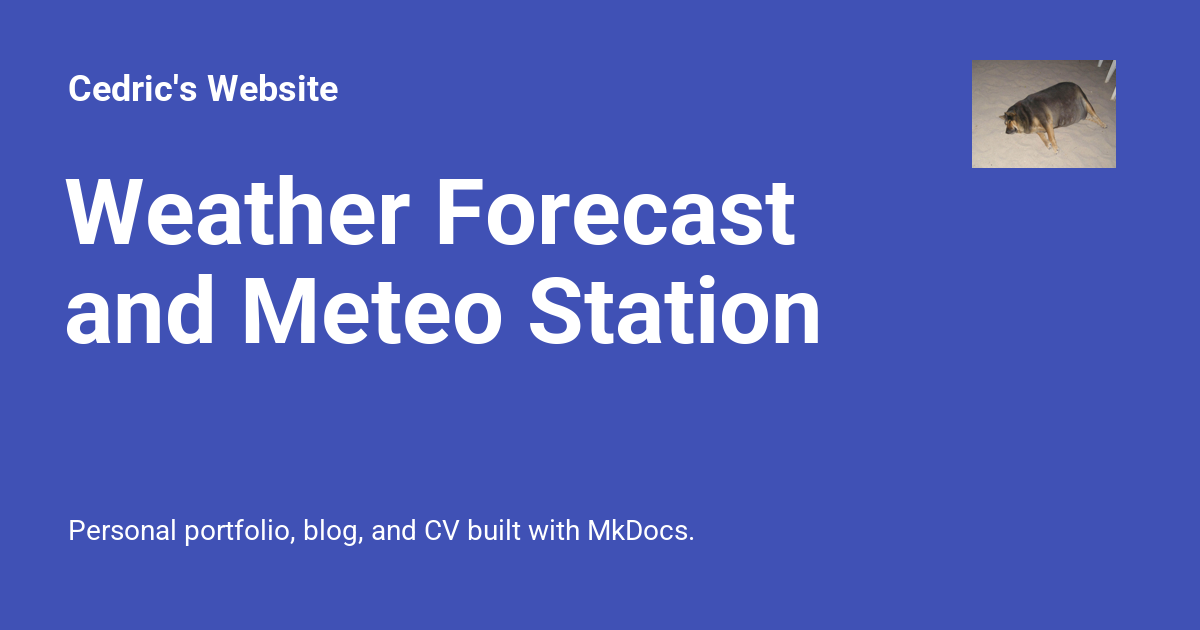 Cedric's Website
Weather Forecast
and Meteo Station
Personal portfolio, blog, and CV built with MkDocs.